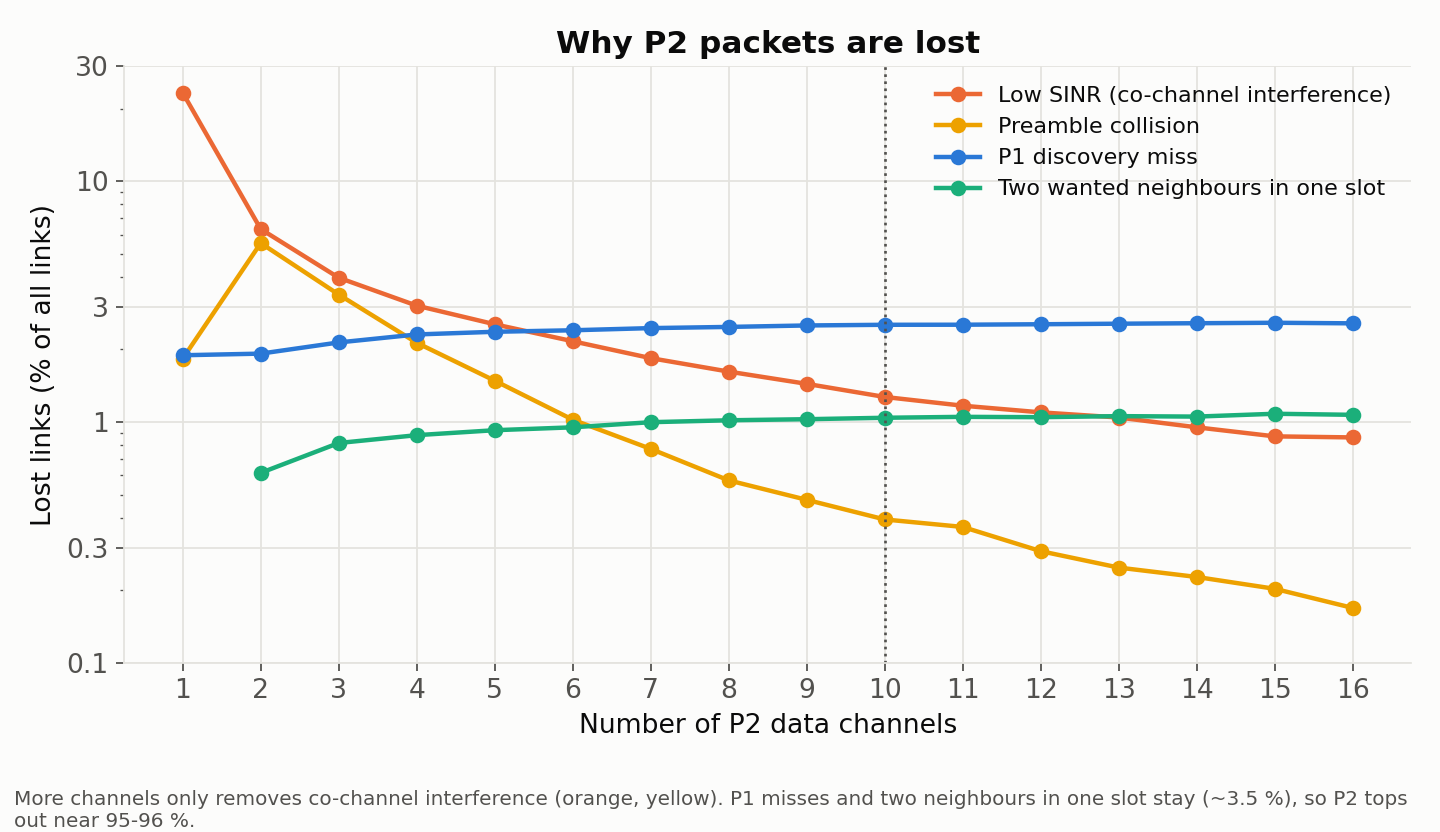 Why P2 packets are lost
30
10
3
1
0.3
0.1
Lost links (% of all links)
Low SINR (co-channel interference)
Preamble collision
P1 discovery miss
Two wanted neighbours in one slot
1 2 3 4 5 6 7 8 9 10 11 12 13 14 15 16
Number of P2 data channels
More channels only removes co-channel interference (orange, yellow). P1 misses and two neighbours in one slot stay (~3.5 %), so P2 tops
out near 95-96 %.